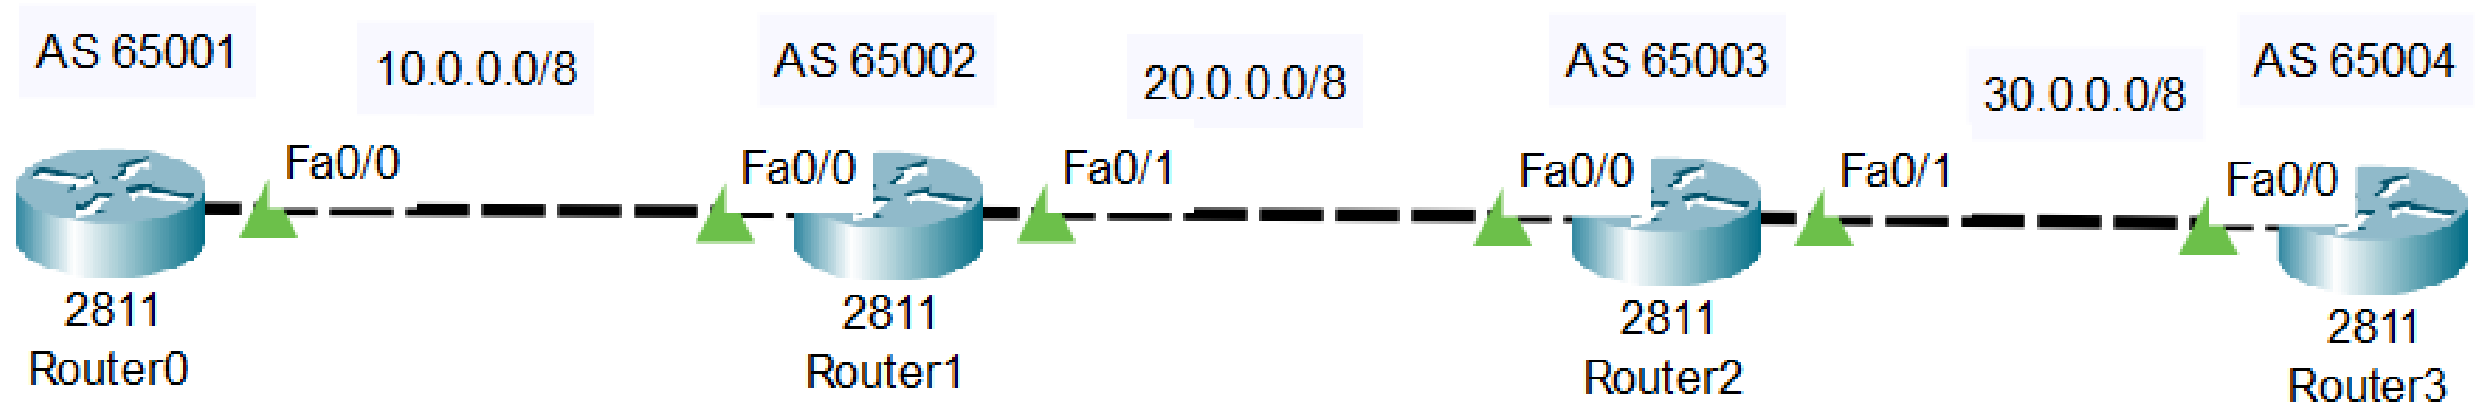 AS 65001
10.0.0.0/8
AS 65002
20.0.0.0/8
AS 65003
30.0.0.0/8
AS 65004
Fa0/0
Fa0/0
Fa0/1
Fa0/0
Fa0/1
Fa0/0
2811
Router0
2811
Router1
2811
Router2
2811
Router3